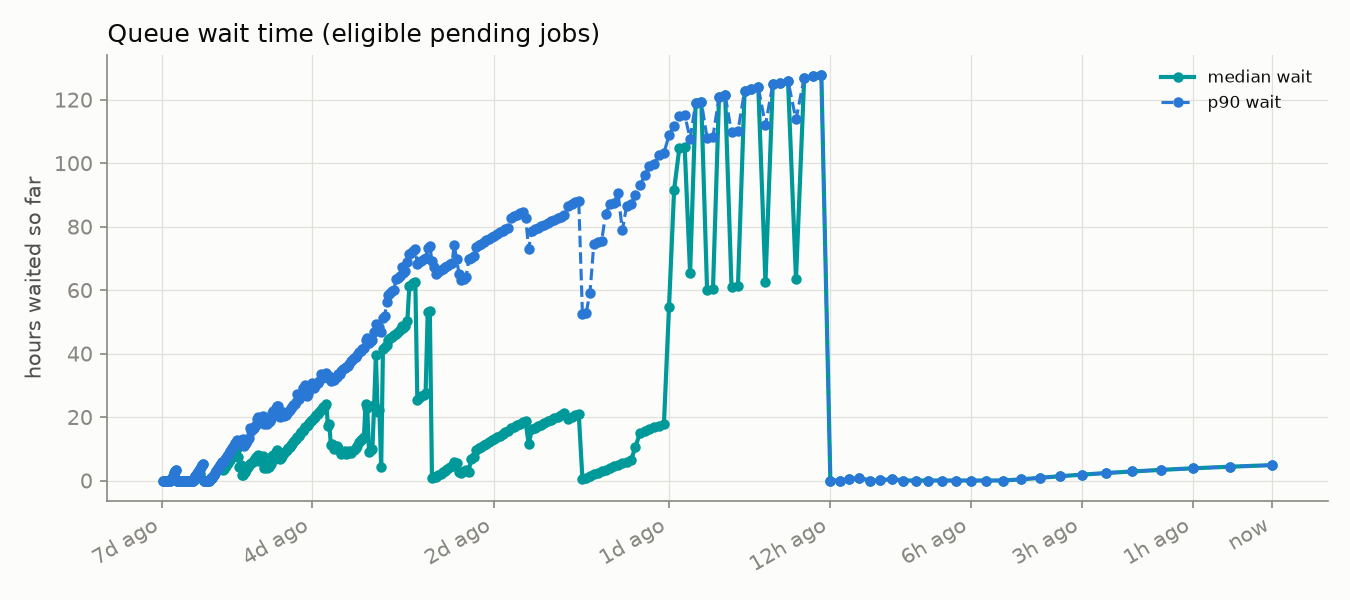 Queue wait time (eligible pending jobs)
median wait
p90 wait
hours waited so far
120
100
80
60
40
20
0
7d ago
4d ago
2d ago
1d ago
12h ago
6h ago
3h ago
1h ago
now